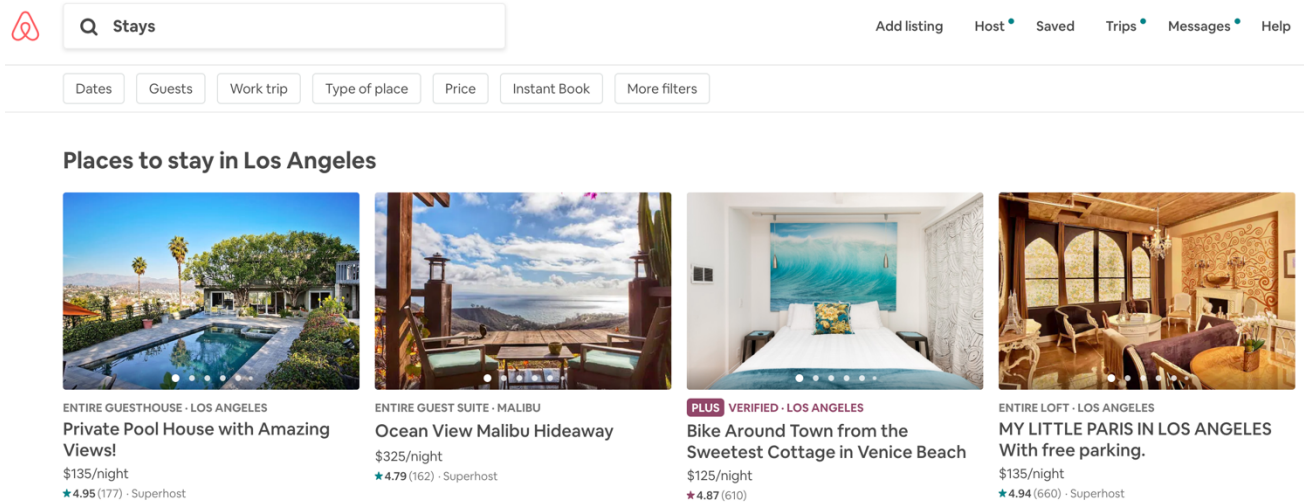 Stays
Add listing
Host
Saved
Trips
Messages
Help
Dates
Guests
Work trip
Type of place
Price
Instant Book
More filters
Places to stay in Los Angeles
ENTIRE GUESTHOUSE · LOS ANGELES
Private Pool House with Amazing
Views!
$135/night
★4.95 (177) · Superhost
ENTIRE GUEST SUITE · MALIBU
Ocean View Malibu Hideaway
$325/night
★4.79 (162) · Superhost
PLUS VERIFIED · LOS ANGELES
Bike Around Town from the
Sweetest Cottage in Venice Beach
$125/night
★4.87 (610)
ENTIRE LOFT · LOS ANGELES
MY LITTLE PARIS IN LOS ANGELES
With free parking.
$135/night
★4.94 (660) · Superhost